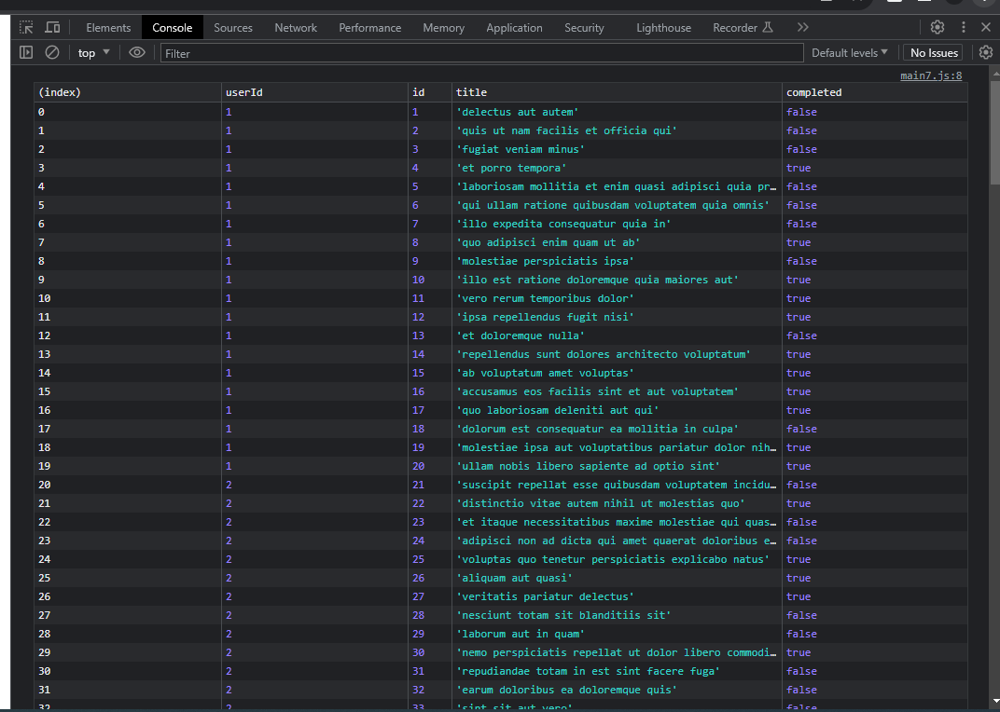 Elements Console Sources Network Performance Memory Application Security Lighthouse Recorder
top Filter Default levels No Issues
main7.js:8
(index) userId id title completed
0 1 1 'delectus aut autem' false
1 1 2 'quis ut nam facilis et officia qui' false
2 1 3 'fugiat veniam minus' false
3 1 4 'et porro tempora' true
4 1 5 'laboriosam mollitia et enim quasi adipisci quia pr… false
5 1 6 'qui ullam ratione quibusdam voluptatem quia omnis' false
6 1 7 'illo expedita consequatur quia in' false
7 1 8 'quo adipisci enim quam ut ab' true
8 1 9 'molestiae perspiciatis ipsa' false
9 1 10 'illo est ratione doloremque quia maiores aut' true
10 1 11 'vero rerum temporibus dolor' true
11 1 12 'ipsa repellendus fugit nisi' true
12 1 13 'et doloremque nulla' false
13 1 14 'repellendus sunt dolores architecto voluptatum' true
14 1 15 'ab voluptatum amet voluptas' true
15 1 16 'accusamus eos facilis sint et aut voluptatem' true
16 1 17 'quo laboriosam deleniti aut qui' true
17 1 18 'dolorum est consequatur ea mollitia in culpa' false
18 1 19 'molestiae ipsa aut voluptatibus pariatur dolor nih… true
19 1 20 'ullam nobis libero sapiente ad optio sint' true
20 2 21 'suscipit repellat esse quibusdam voluptatem incidu… false
21 2 22 'distinctio vitae autem nihil ut molestias quo' true
22 2 23 'et itaque necessitatibus maxime molestiae qui quas… false
23 2 24 'adipisci non ad dicta qui amet quaerat doloribus e… false
24 2 25 'voluptas quo tenetur perspiciatis explicabo natus' true
25 2 26 'aliquam aut quasi' true
26 2 27 'veritatis pariatur delectus' true
27 2 28 'nesciunt totam sit blanditiis sit' false
28 2 29 'laborum aut in quam' false
29 2 30 'nemo perspiciatis repellat ut dolor libero commodi… true
30 2 31 'repudiandae totam in est sint facere fuga' false
31 2 32 'earum doloribus ea doloremque quis' false
32 2 33 'sint sit aut vero' false